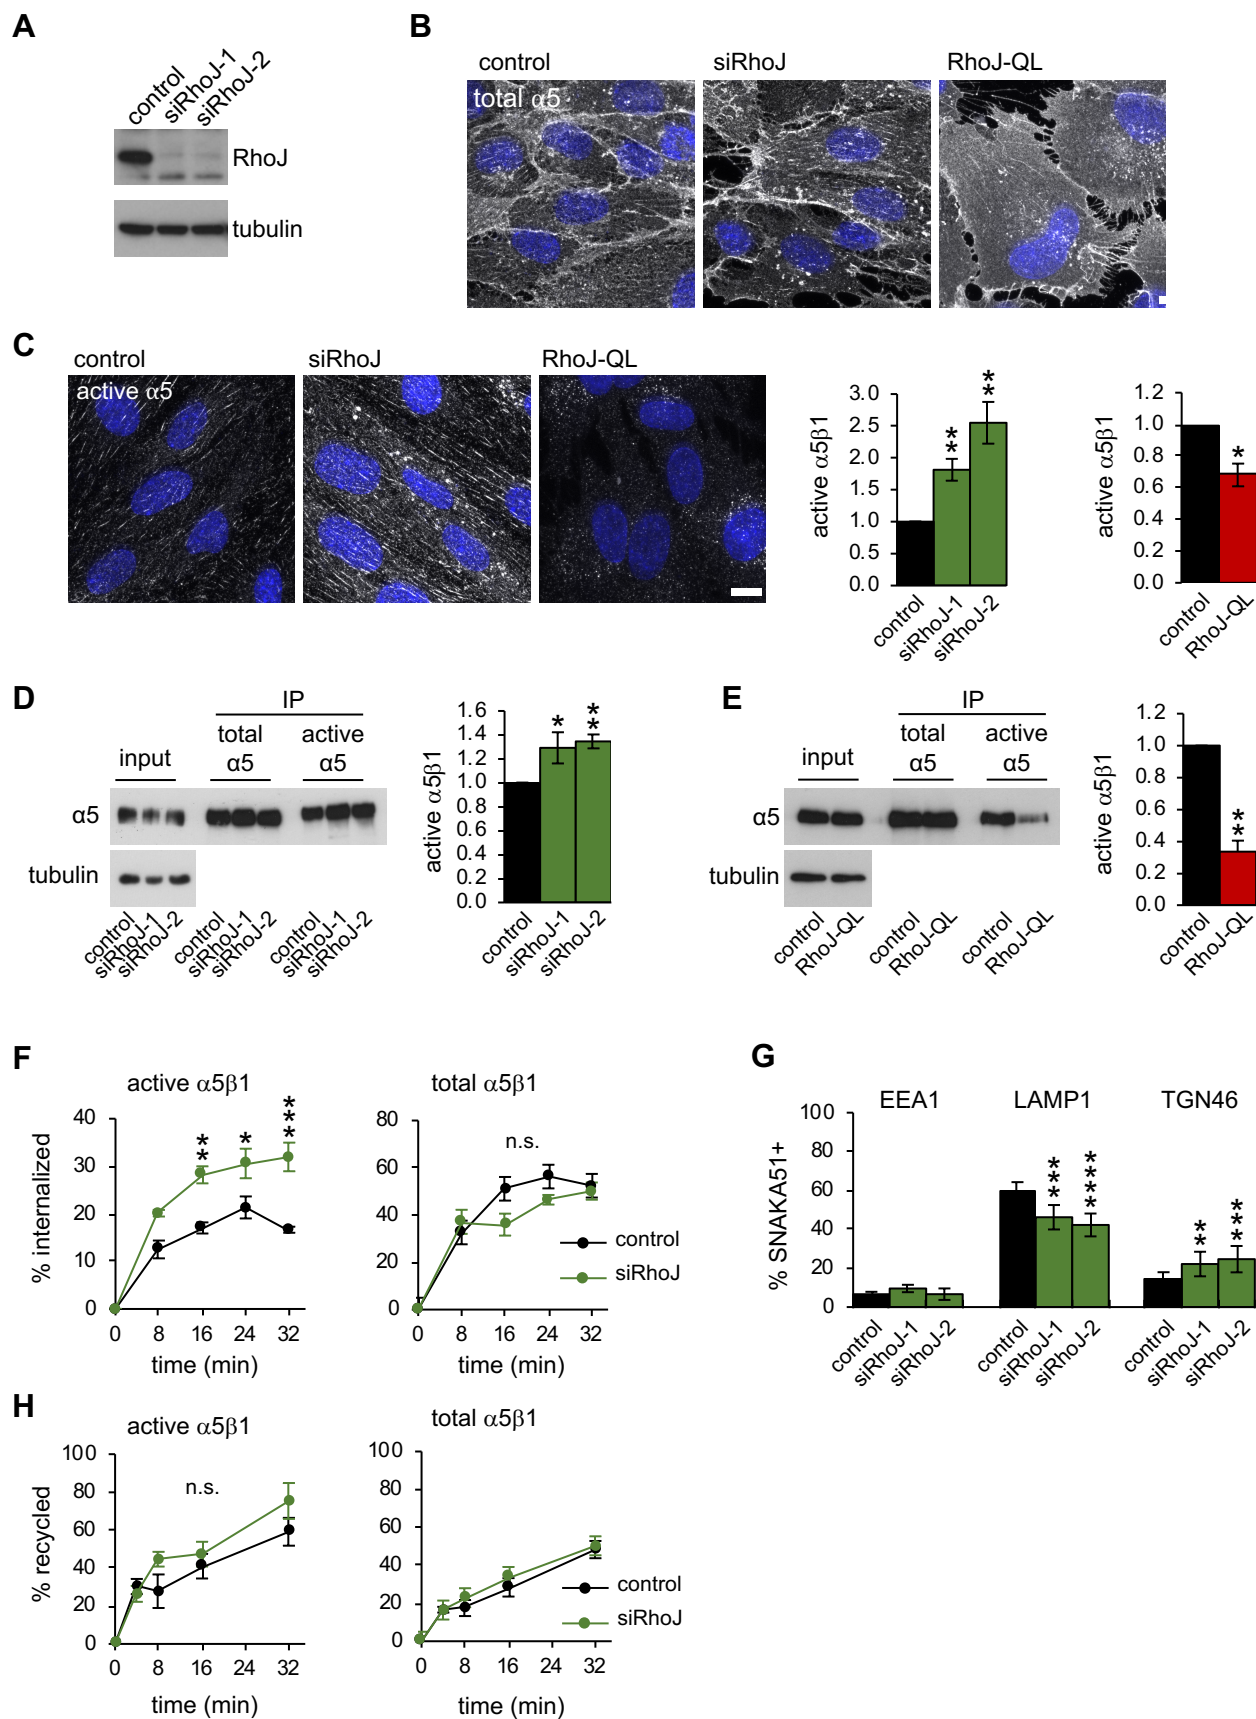 A
control
siRhoJ-1
siRhoJ-2
RhoJ
tubulin
B
control
siRhoJ
RhoJ-QL
total α5
C
control
siRhoJ
RhoJ-QL
active α5
active α5β1
3.0
2.5
2.0
1.5
1.0
0.5
0.0
**
**
control
siRhoJ-1
siRhoJ-2
active α5β1
1.2
1.0
0.8
0.6
0.4
0.2
0.0
*
control
RhoJ-QL
D
IP
input
total α5
active α5
α5
tubulin
control
siRhoJ-1
siRhoJ-2
control
siRhoJ-1
siRhoJ-2
control
siRhoJ-1
siRhoJ-2
active α5β1
1.6
1.4
1.2
1.0
0.8
0.6
0.4
0.2
0.0
*
**
control
siRhoJ-1
siRhoJ-2
E
IP
input
total α5
active α5
α5
tubulin
control
RhoJ-QL
control
RhoJ-QL
control
RhoJ-QL
active α5β1
1.2
1.0
0.8
0.6
0.4
0.2
0.0
**
control
RhoJ-QL
F
active α5β1
% internalized
40
30
20
10
0
**
*
***
0 8 16 24 32
time (min)
total α5β1
80
60
40
20
0
n.s.
control
siRhoJ
0 8 16 24 32
time (min)
G
EEA1 LAMP1 TGN46
% SNAKA51+
100
80
60
40
20
0
***
****
**
***
control
siRhoJ-1
siRhoJ-2
control
siRhoJ-1
siRhoJ-2
control
siRhoJ-1
siRhoJ-2
H
active α5β1
% recycled
100
80
60
40
20
0
n.s.
0 8 16 24 32
time (min)
total α5β1
100
80
60
40
20
0
control
siRhoJ
0 8 16 24 32
time (min)